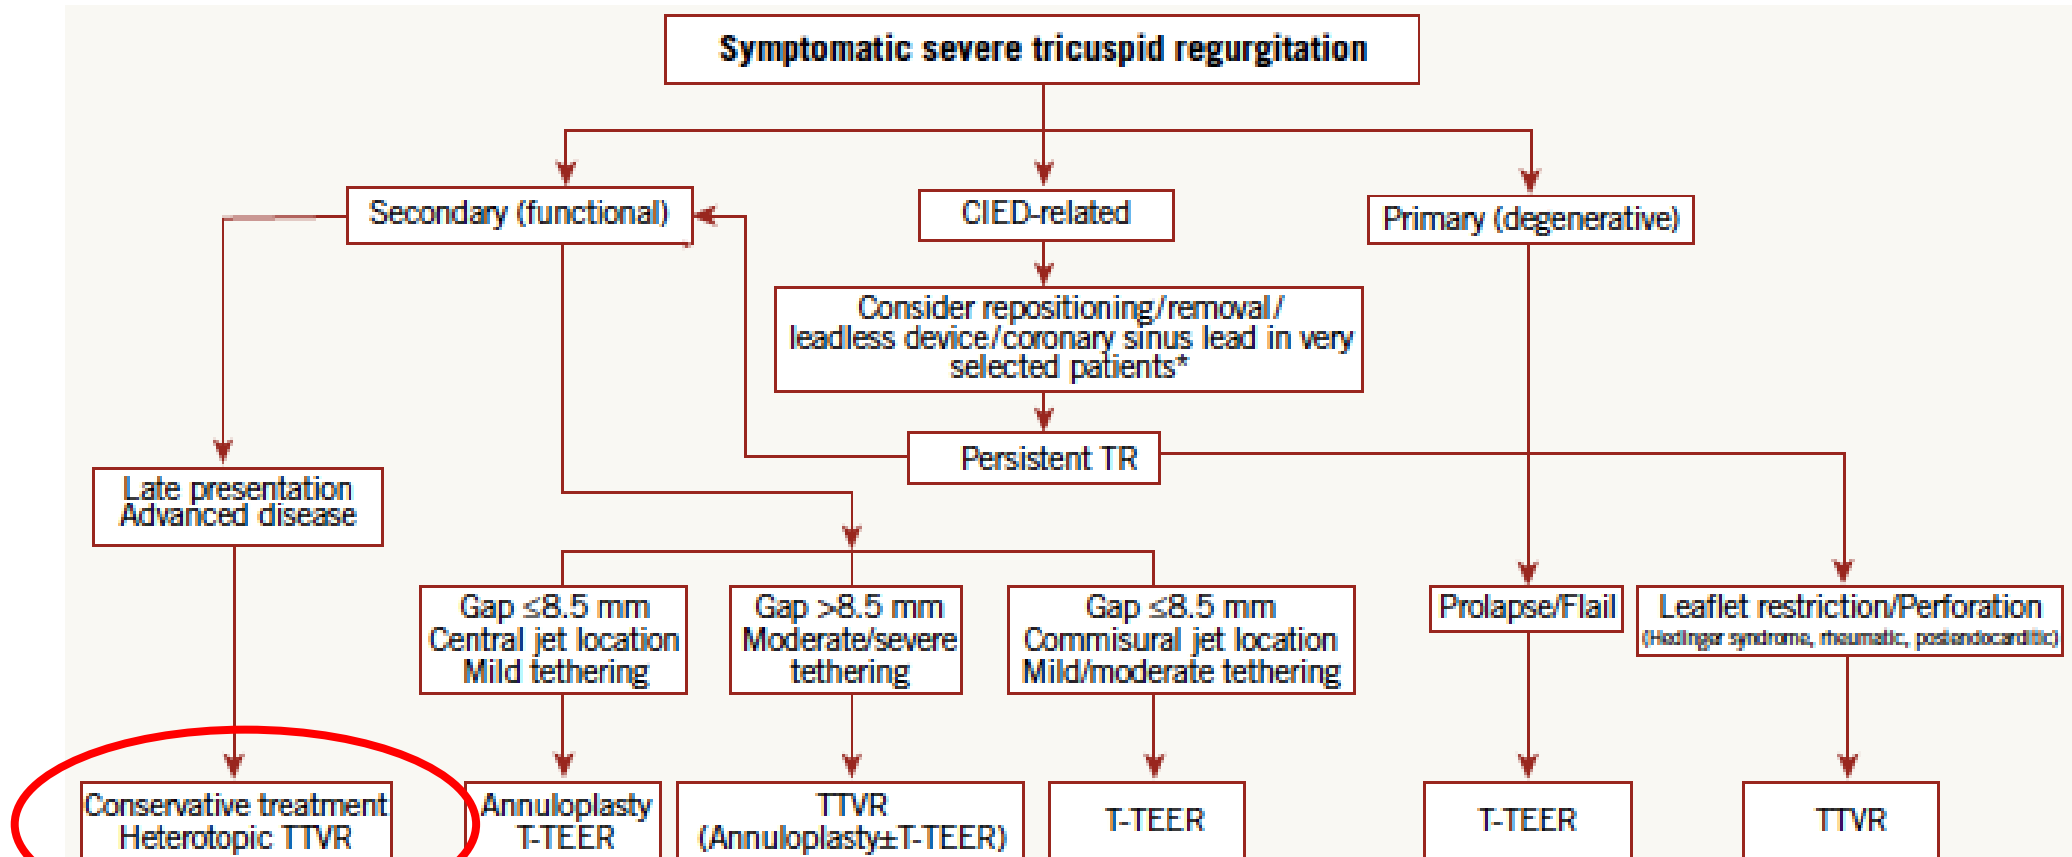 Symptomatic severe tricuspid regurgitation
Secondary (functional)
CIED-related
Primary (degenerative)
Consider repositioning/removal/
leadless device/coronary sinus lead in very
selected patients*
Persistent TR
Late presentation
Advanced disease
Gap ≤8.5 mm
Central jet location
Mild tethering
Gap >8.5 mm
Moderate/severe
tethering
Gap ≤8.5 mm
Commisural jet location
Mild/moderate tethering
Prolapse/Flail
Leaflet restriction/Perforation
(Hedinger syndrome, rheumatic, postendocarditic)
Conservative treatment
Heterotopic TTVR
Annuloplasty
T-TEER
TTVR
(Annuloplasty±T-TEER)
T-TEER
T-TEER
TTVR